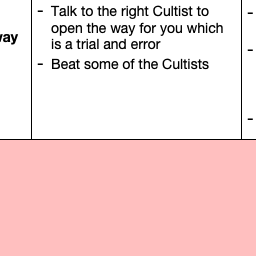 - Talk to the right Cultist to
open the way for you which
way
is a trial and error
- Beat some of the Cultists
-
-
-